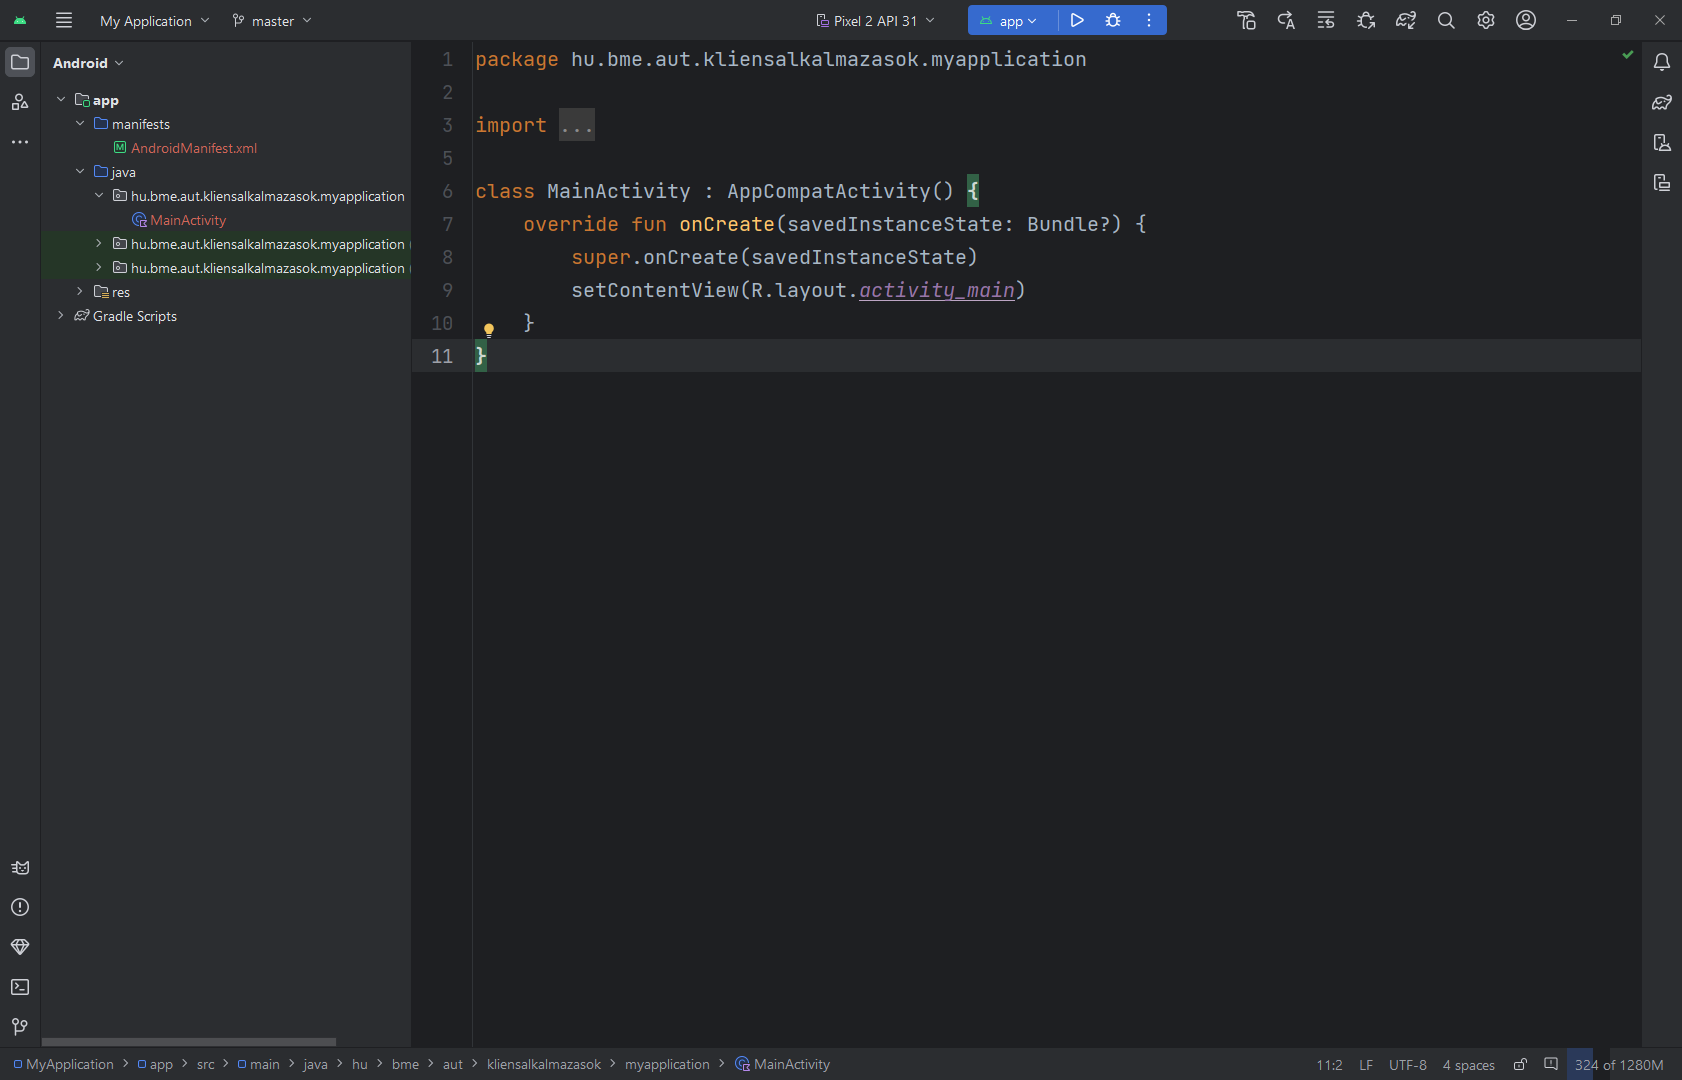 My Application master Pixel 2 API 31 app
Android
app
manifests
AndroidManifest.xml
java
hu.bme.aut.kliensalkalmazasok.myapplication
MainActivity
hu.bme.aut.kliensalkalmazasok.myapplication
hu.bme.aut.kliensalkalmazasok.myapplication
res
Gradle Scripts
1 package hu.bme.aut.kliensalkalmazasok.myapplication
2
3 import ...
5
6 class MainActivity : AppCompatActivity() {
7 override fun onCreate(savedInstanceState: Bundle?) {
8 super.onCreate(savedInstanceState)
9 setContentView(R.layout.activity_main)
10 }
11 }
MyApplication > app > src > main > java > hu > bme > aut > kliensalkalmazasok > myapplication > MainActivity 11:2 LF UTF-8 4 spaces 324 of 1280M